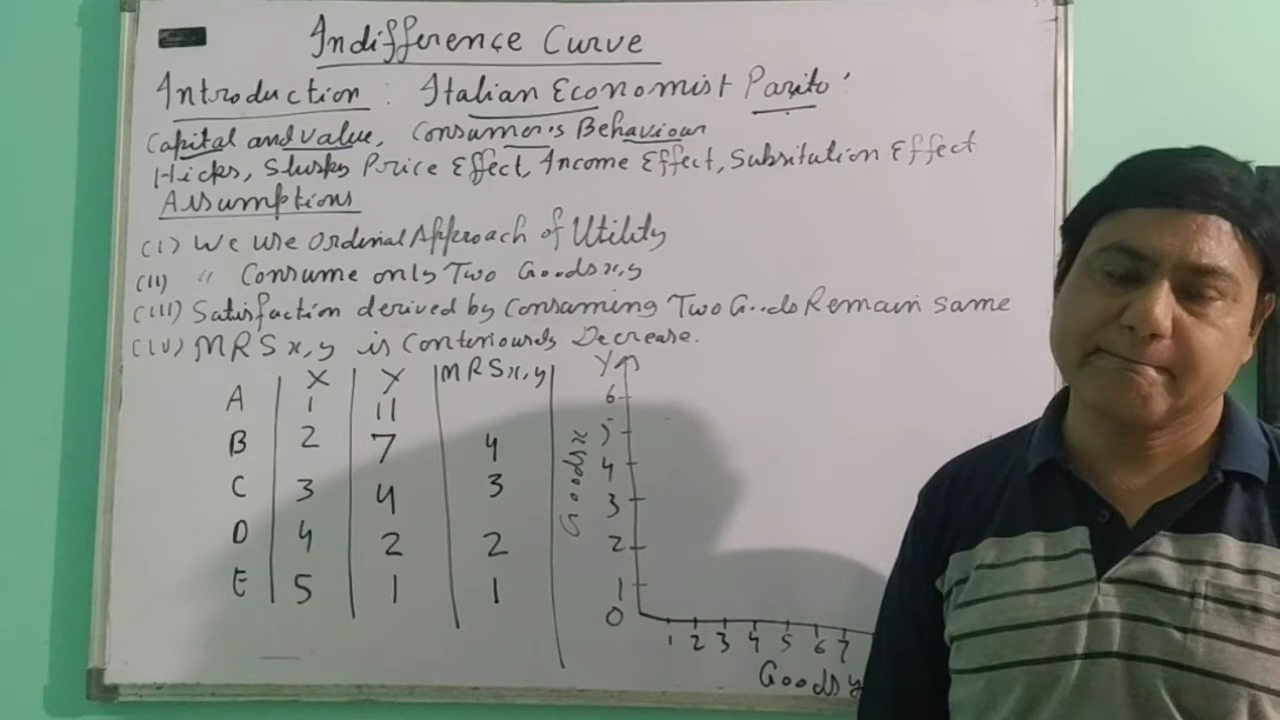 Indifference Curve
Introduction : Italian Economist Parito'
Capital and value, Consumer's Behaviour
Hicks, Slusky Price Effect, Income Effect, Subsitution Effect
Assumptions
(I) We use Ordenial Approach of Utility
(II) " Consume only Two Goods x,y
(III) Satisfaction derived by Consuming Two Goods Remain same
(IV) MRS x,y is Conteniously Decrease.
X Y MRSx,y
A 1 11
B 2 7 4
C 3 4 3
D 4 2 2
E 5 1 1
Y
6
5
4
3
2
1
0
Goods x
1 2 3 4 5 6 7
Goods y